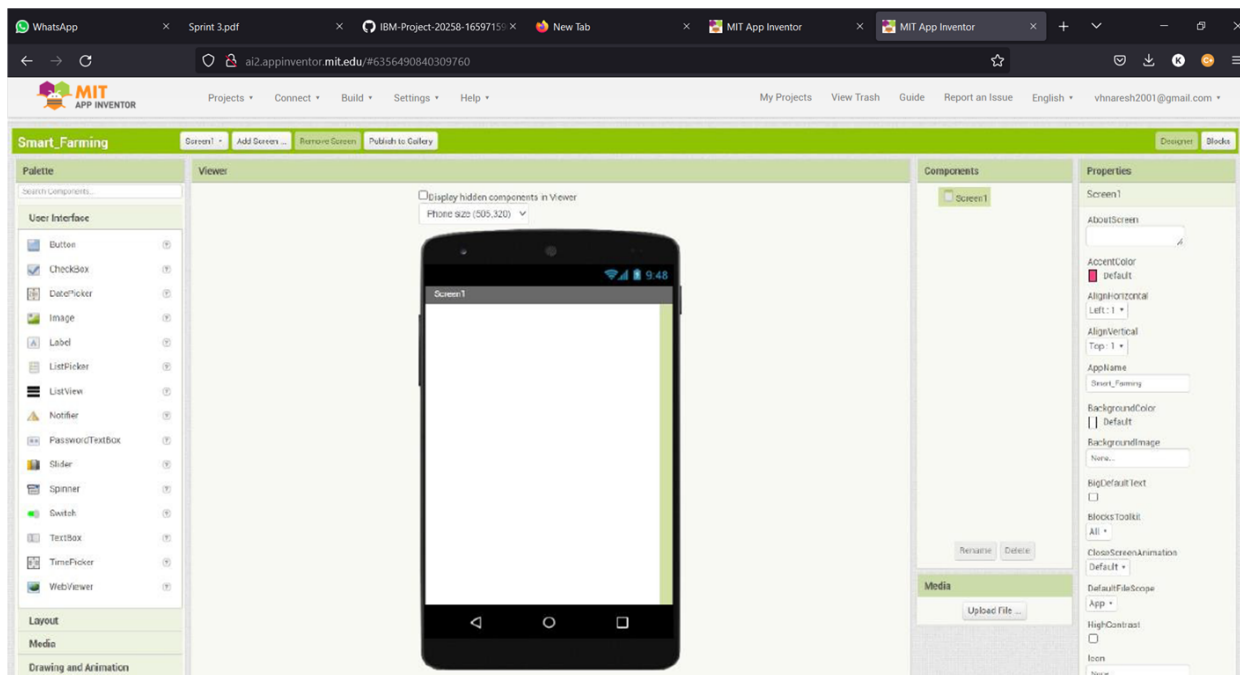 WhatsApp
Sprint 3.pdf
IBM-Project-20258-16597159
New Tab
MIT App Inventor
MIT App Inventor
ai2.appinventor.mit.edu/#6356490840309760
MIT
APP INVENTOR
Projects
Connect
Build
Settings
Help
My Projects
View Trash
Guide
Report an Issue
English
vhnaresh2001@gmail.com
Smart_Farming
Screen1
Add Screen ...
Remove Screen
Publish to Gallery
Designer
Blocks
Palette
Search Components...
User Interface
Button
CheckBox
DatePicker
Image
Label
ListPicker
ListView
Notifier
PasswordTextBox
Slider
Spinner
Switch
TextBox
TimePicker
WebViewer
Layout
Media
Drawing and Animation
Viewer
Display hidden components in Viewer
Phone size (505,320)
9:48
Screen1
Components
Screen1
Rename
Delete
Media
Upload File ...
Properties
Screen1
AboutScreen
AccentColor
Default
AlignHorizontal
Left : 1
AlignVertical
Top : 1
AppName
Smart_Farming
BackgroundColor
Default
BackgroundImage
None...
BigDefaultText
BlocksToolkit
All
CloseScreenAnimation
Default
DefaultFileScope
App
HighContrast
Icon
None...